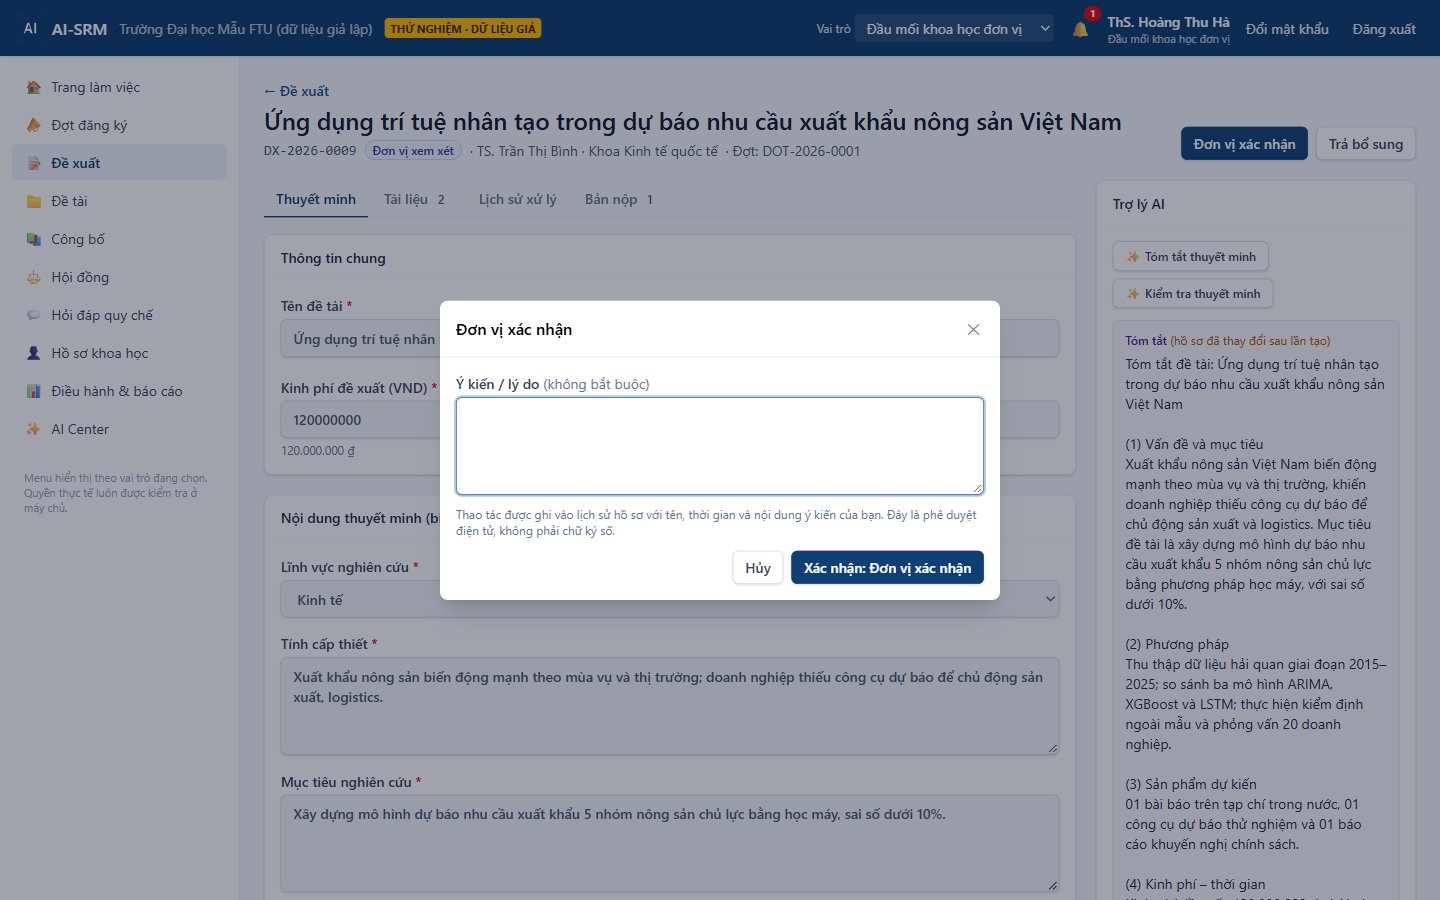 AI AI-SRM Trường Đại học Mẫu FTU (dữ liệu giả lập) THỬ NGHIỆM · DỮ LIỆU GIẢ Vai trò Đầu mối khoa học đơn vị 1 ThS. Hoàng Thu Hà Đổi mật khẩu Đăng xuất
Đầu mối khoa học đơn vị
Trang làm việc
Đợt đăng ký
Đề xuất
Đề tài
Công bố
Hội đồng
Hỏi đáp quy chế
Hồ sơ khoa học
Điều hành & báo cáo
AI Center
Menu hiển thị theo vai trò đang chọn.
Quyền thực tế luôn được kiểm tra ở
máy chủ.
← Đề xuất
Ứng dụng trí tuệ nhân tạo trong dự báo nhu cầu xuất khẩu nông sản Việt Nam
DX-2026-0009 Đơn vị xem xét · TS. Trần Thị Bình · Khoa Kinh tế quốc tế · Đợt: DOT-2026-0001
Đơn vị xác nhận Trả bổ sung
Thuyết minh Tài liệu 2 Lịch sử xử lý Bản nộp 1
Thông tin chung
Tên đề tài *
Ứng dụng trí tuệ nhân
Kinh phí đề xuất (VND) *
120000000
120.000.000 ₫
Nội dung thuyết minh (bi
Lĩnh vực nghiên cứu *
Kinh tế
Tính cấp thiết *
Xuất khẩu nông sản biến động mạnh theo mùa vụ và thị trường; doanh nghiệp thiếu công cụ dự báo để chủ động sản
xuất, logistics.
Mục tiêu nghiên cứu *
Xây dựng mô hình dự báo nhu cầu xuất khẩu 5 nhóm nông sản chủ lực bằng học máy, sai số dưới 10%.
Đơn vị xác nhận
Ý kiến / lý do (không bắt buộc)
Thao tác được ghi vào lịch sử hồ sơ với tên, thời gian và nội dung ý kiến của bạn. Đây là phê duyệt
điện tử, không phải chữ ký số.
Hủy Xác nhận: Đơn vị xác nhận
Trợ lý AI
Tóm tắt thuyết minh
Kiểm tra thuyết minh
Tóm tắt (hồ sơ đã thay đổi sau lần tạo)
Tóm tắt đề tài: Ứng dụng trí tuệ nhân tạo
trong dự báo nhu cầu xuất khẩu nông sản
Việt Nam
(1) Vấn đề và mục tiêu
Xuất khẩu nông sản Việt Nam biến động
mạnh theo mùa vụ và thị trường, khiến
doanh nghiệp thiếu công cụ dự báo để
chủ động sản xuất và logistics. Mục tiêu
đề tài là xây dựng mô hình dự báo nhu
cầu xuất khẩu 5 nhóm nông sản chủ lực
bằng phương pháp học máy, với sai số
dưới 10%.
(2) Phương pháp
Thu thập dữ liệu hải quan giai đoạn 2015–
2025; so sánh ba mô hình ARIMA,
XGBoost và LSTM; thực hiện kiểm định
ngoài mẫu và phỏng vấn 20 doanh
nghiệp.
(3) Sản phẩm dự kiến
01 bài báo trên tạp chí trong nước, 01
công cụ dự báo thử nghiệm và 01 báo
cáo khuyến nghị chính sách.
(4) Kinh phí – thời gian